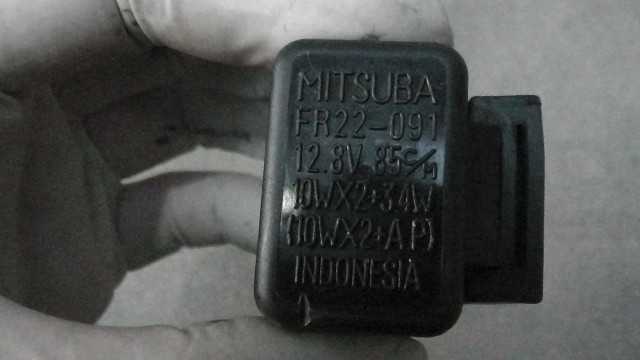 MITSUBA
FR22-091
12.8V 85C/M
10WX2+3.4W
(10WX2+A P)
INDONESIA